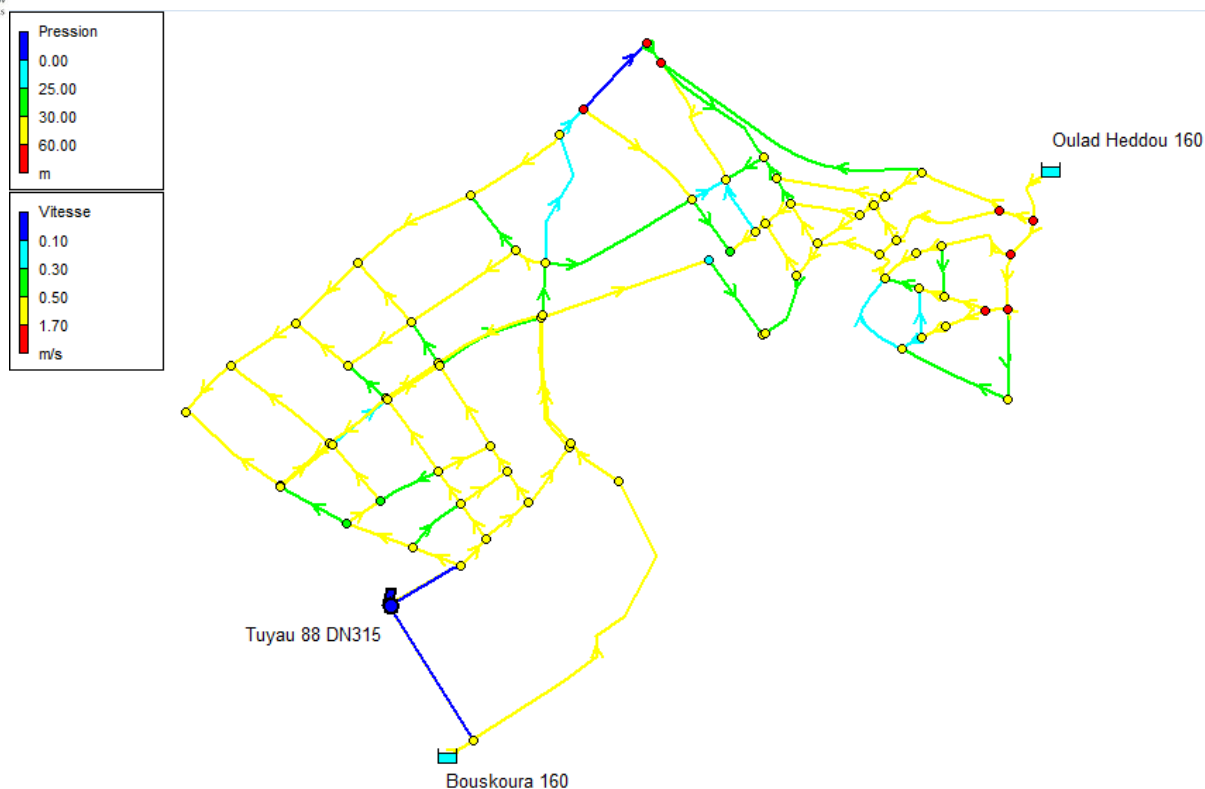 Pression
0.00
25.00
30.00
60.00
m
Vitesse
0.10
0.30
0.50
1.70
m/s
Oulad Heddou 160
Tuyau 88 DN315
Bouskoura 160